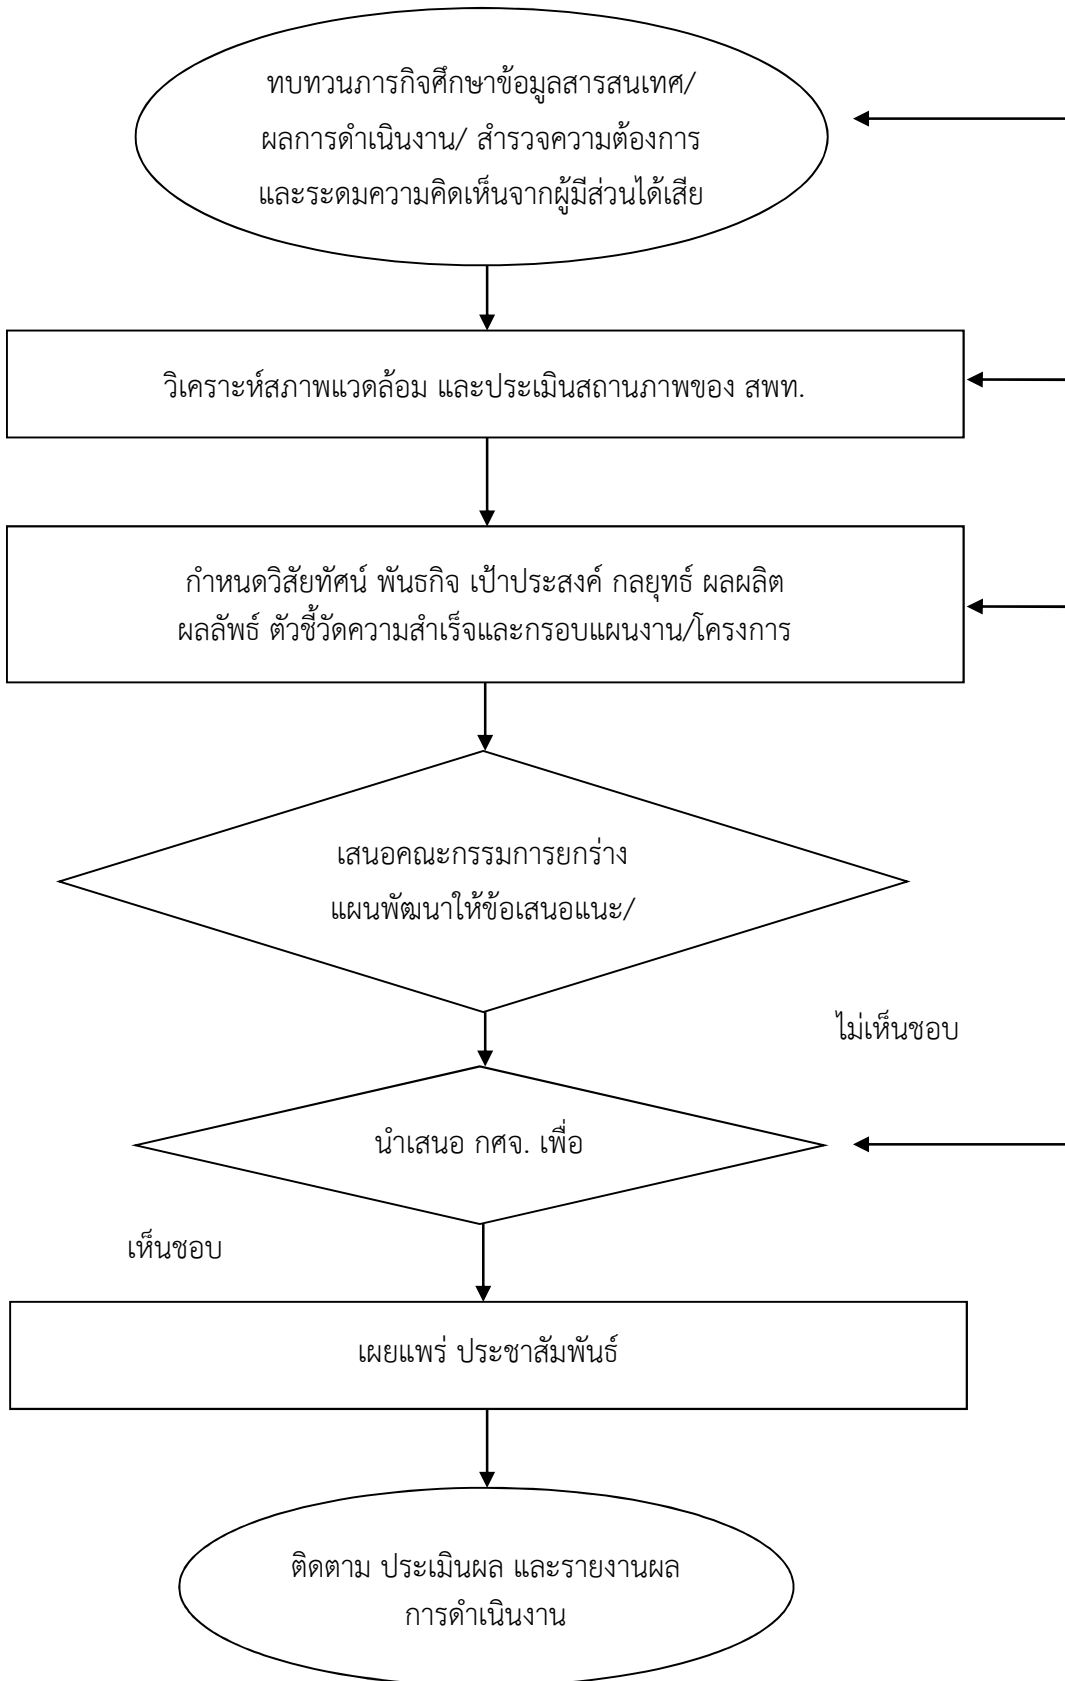 ทบทวนภารกิจศึกษาข้อมูลสารสนเทศ/
ผลการดำเนินงาน/ สำรวจความต้องการ
และระดมความคิดเห็นจากผู้มีส่วนได้เสีย
วิเคราะห์สภาพแวดล้อม และประเมินสถานภาพของ สพท.
กำหนดวิสัยทัศน์ พันธกิจ เป้าประสงค์ กลยุทธ์ ผลผลิต
ผลลัพธ์ ตัวชี้วัดความสำเร็จและกรอบแผนงาน/โครงการ
เสนอคณะกรรมการยกร่าง
แผนพัฒนาให้ข้อเสนอแนะ/
ไม่เห็นชอบ
นำเสนอ กศจ. เพื่อ
เห็นชอบ
เผยแพร่ ประชาสัมพันธ์
ติดตาม ประเมินผล และรายงานผล
การดำเนินงาน